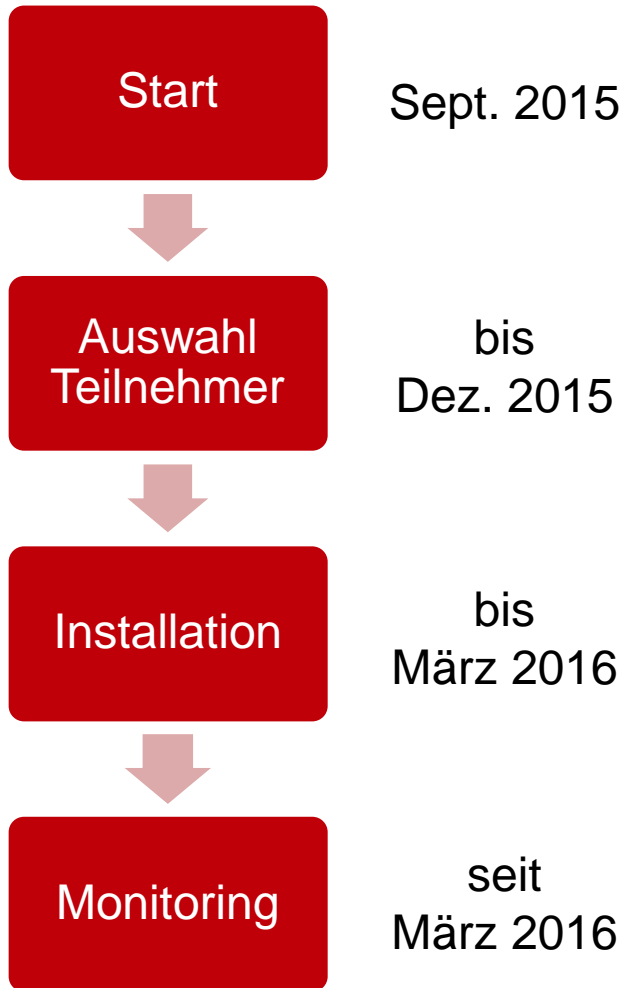 Start
Sept. 2015
Auswahl
Teilnehmer
bis
Dez. 2015
Installation
bis
März 2016
Monitoring
seit
März 2016